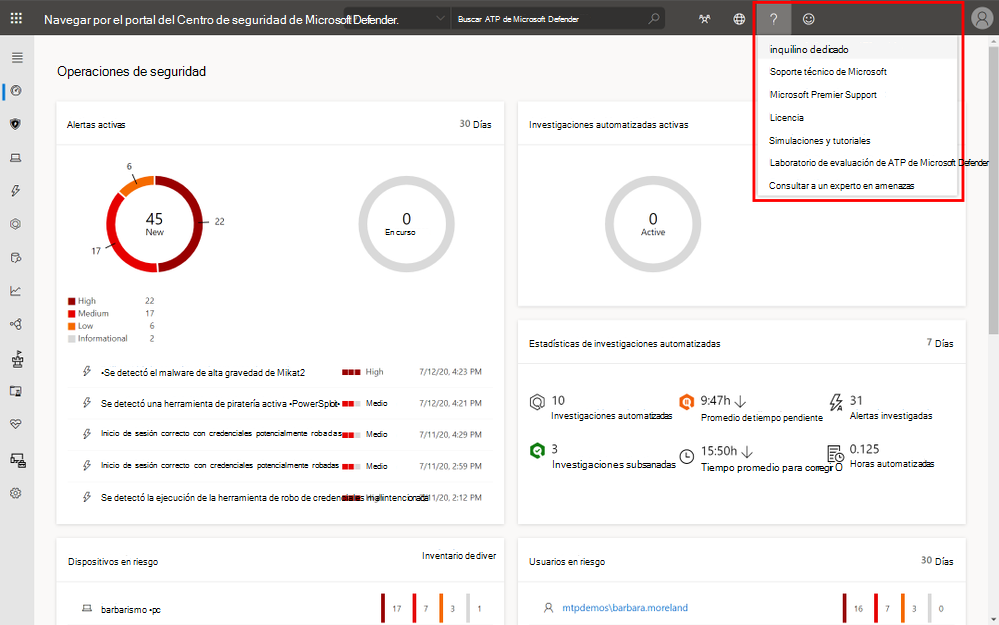 Navegar por el portal del Centro de seguridad de Microsoft Defender.
Buscar ATP de Microsoft Defender
?
inquilino dedicado
Soporte técnico de Microsoft
Microsoft Premier Support
Licencia
Simulaciones y tutoriales
Laboratorio de evaluación de ATP de Microsoft Defender
Consultar a un experto en amenazas
Operaciones de seguridad
Alertas activas
30 Días
6
45
New
22
17
0
En curso
High 22
Medium 17
Low 6
Informational 2
•Se detectó el malware de alta gravedad de Mikat2 High 7/12/20, 4:23 PM
Se detectó una herramienta de piratería activa •PowerSploit• Medio 7/12/20, 4:21 PM
Inicio de sesión correcto con credenciales potencialmente robadas Medio 7/11/20, 4:29 PM
Inicio de sesión correcto con credenciales potencialmente robadas Medio 7/11/20, 2:59 PM
Se detectó la ejecución de la herramienta de robo de credenciales malintencionada High 7/11/20, 2:12 PM
Investigaciones automatizadas activas
0
Active
Estadísticas de investigaciones automatizadas
7 Días
10
Investigaciones automatizadas
9:47h
Promedio de tiempo pendiente
31
Alertas investigadas
3
Investigaciones subsanadas
15:50h
Tiempo promedio para corregir O
0.125
Horas automatizadas
Dispositivos en riesgo
Inventario de diver
barbarismo •pc 17 7 3 1
Usuarios en riesgo
30 Días
mtpdemos\barbara.moreland 16 7 3 0